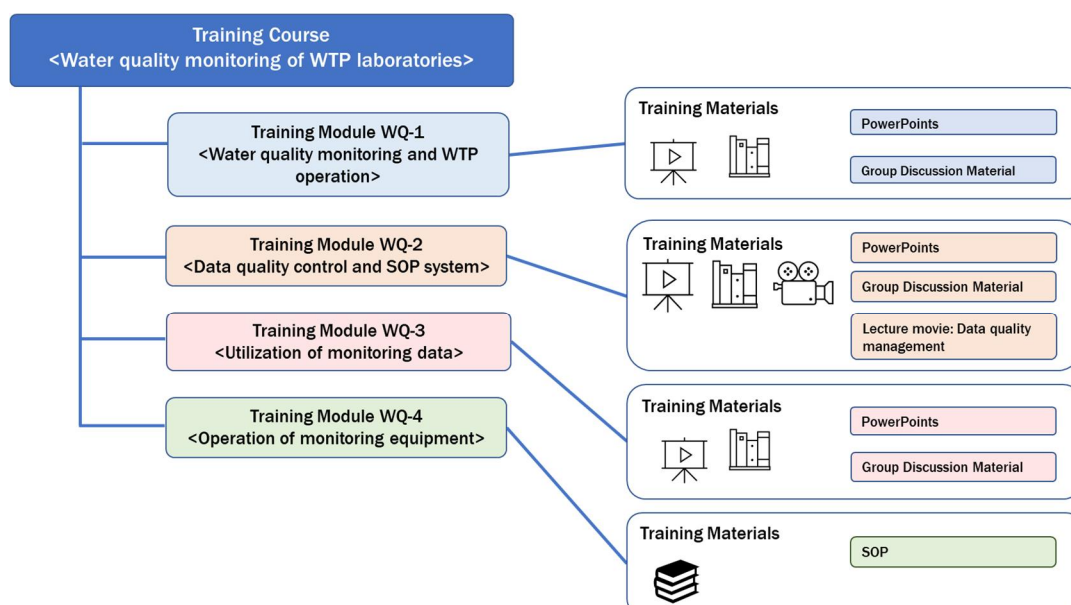 Training Course
<Water quality monitoring of WTP laboratories>
Training Module WQ-1
<Water quality monitoring and WTP
operation>
Training Materials
PowerPoints
Group Discussion Material
Training Module WQ-2
<Data quality control and SOP system>
Training Materials
PowerPoints
Group Discussion Material
Lecture movie: Data quality
management
Training Module WQ-3
<Utilization of monitoring data>
Training Materials
PowerPoints
Group Discussion Material
Training Module WQ-4
<Operation of monitoring equipment>
Training Materials
SOP